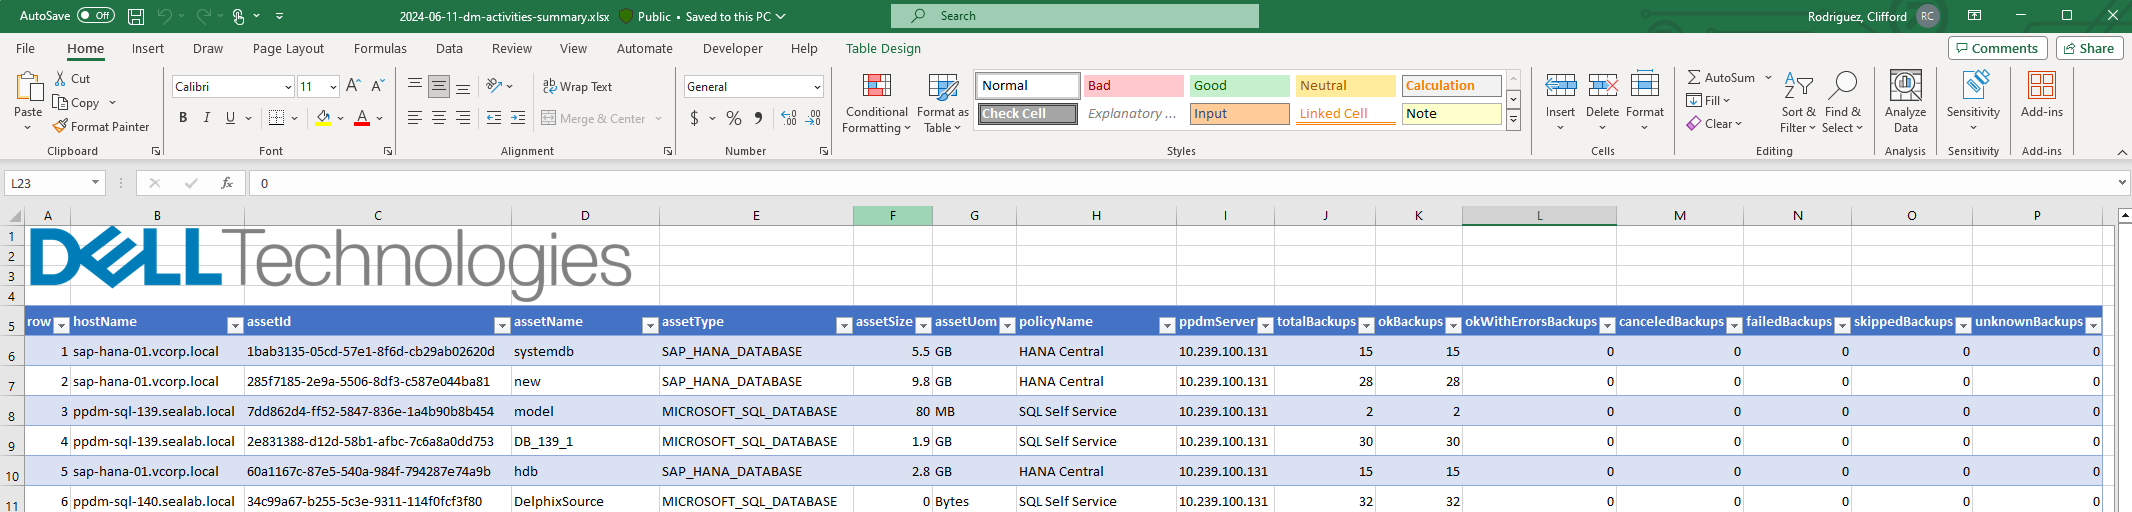 AutoSave Off 2024-06-11-dm-activities-summary.xlsx Public • Saved to this PC Search Rodriguez, Clifford RC
File Home Insert Draw Page Layout Formulas Data Review View Automate Developer Help Table Design Comments Share
Paste Cut Copy Format Painter
Clipboard
Calibri 11 A A
B I U A
Font
ab Wrap Text
Merge & Center
Alignment
General
$ % 9 .00 .00
Number
Conditional Formatting Format as Table
Normal Bad Good Neutral Calculation
Check Cell Explanatory ... Input Linked Cell Note
Styles
Insert Delete Format
Cells
AutoSum
Fill
Clear
Sort & Filter Find & Select
Editing
Analyze Data
Analysis
Sensitivity
Sensitivity
Add-ins
Add-ins
L23 fx 0
A B C D E F G H I J K L M N O P
1
2
3
4
DELL Technologies
5 row hostName assetId assetName assetType assetSize assetUom policyName ppdmServer totalBackups okBackups okWithErrorsBackups canceledBackups failedBackups skippedBackups unknownBackups
6 1 sap-hana-01.vcorp.local 1bab3135-05cd-57e1-8f6d-cb29ab02620d systemdb SAP_HANA_DATABASE 5.5 GB HANA Central 10.239.100.131 15 15 0 0 0 0 0
7 2 sap-hana-01.vcorp.local 285f7185-2e9a-5506-8df3-c587e044ba81 new SAP_HANA_DATABASE 9.8 GB HANA Central 10.239.100.131 28 28 0 0 0 0 0
8 3 ppdm-sql-139.sealab.local 7dd862d4-ff52-5847-836e-1a4b90b8b454 model MICROSOFT_SQL_DATABASE 80 MB SQL Self Service 10.239.100.131 2 2 0 0 0 0 0
9 4 ppdm-sql-139.sealab.local 2e831388-d12d-58b1-afbc-7c6a8a0dd753 DB_139_1 MICROSOFT_SQL_DATABASE 1.9 GB SQL Self Service 10.239.100.131 30 30 0 0 0 0 0
10 5 sap-hana-01.vcorp.local 60a1167c-87e5-540a-984f-794287e74a9b hdb SAP_HANA_DATABASE 2.8 GB HANA Central 10.239.100.131 15 15 0 0 0 0 0
11 6 ppdm-sql-140.sealab.local 34c99a67-b255-5c3e-9311-114f0fcf3f80 DelphixSource MICROSOFT_SQL_DATABASE 0 Bytes SQL Self Service 10.239.100.131 32 32 0 0 0 0 0